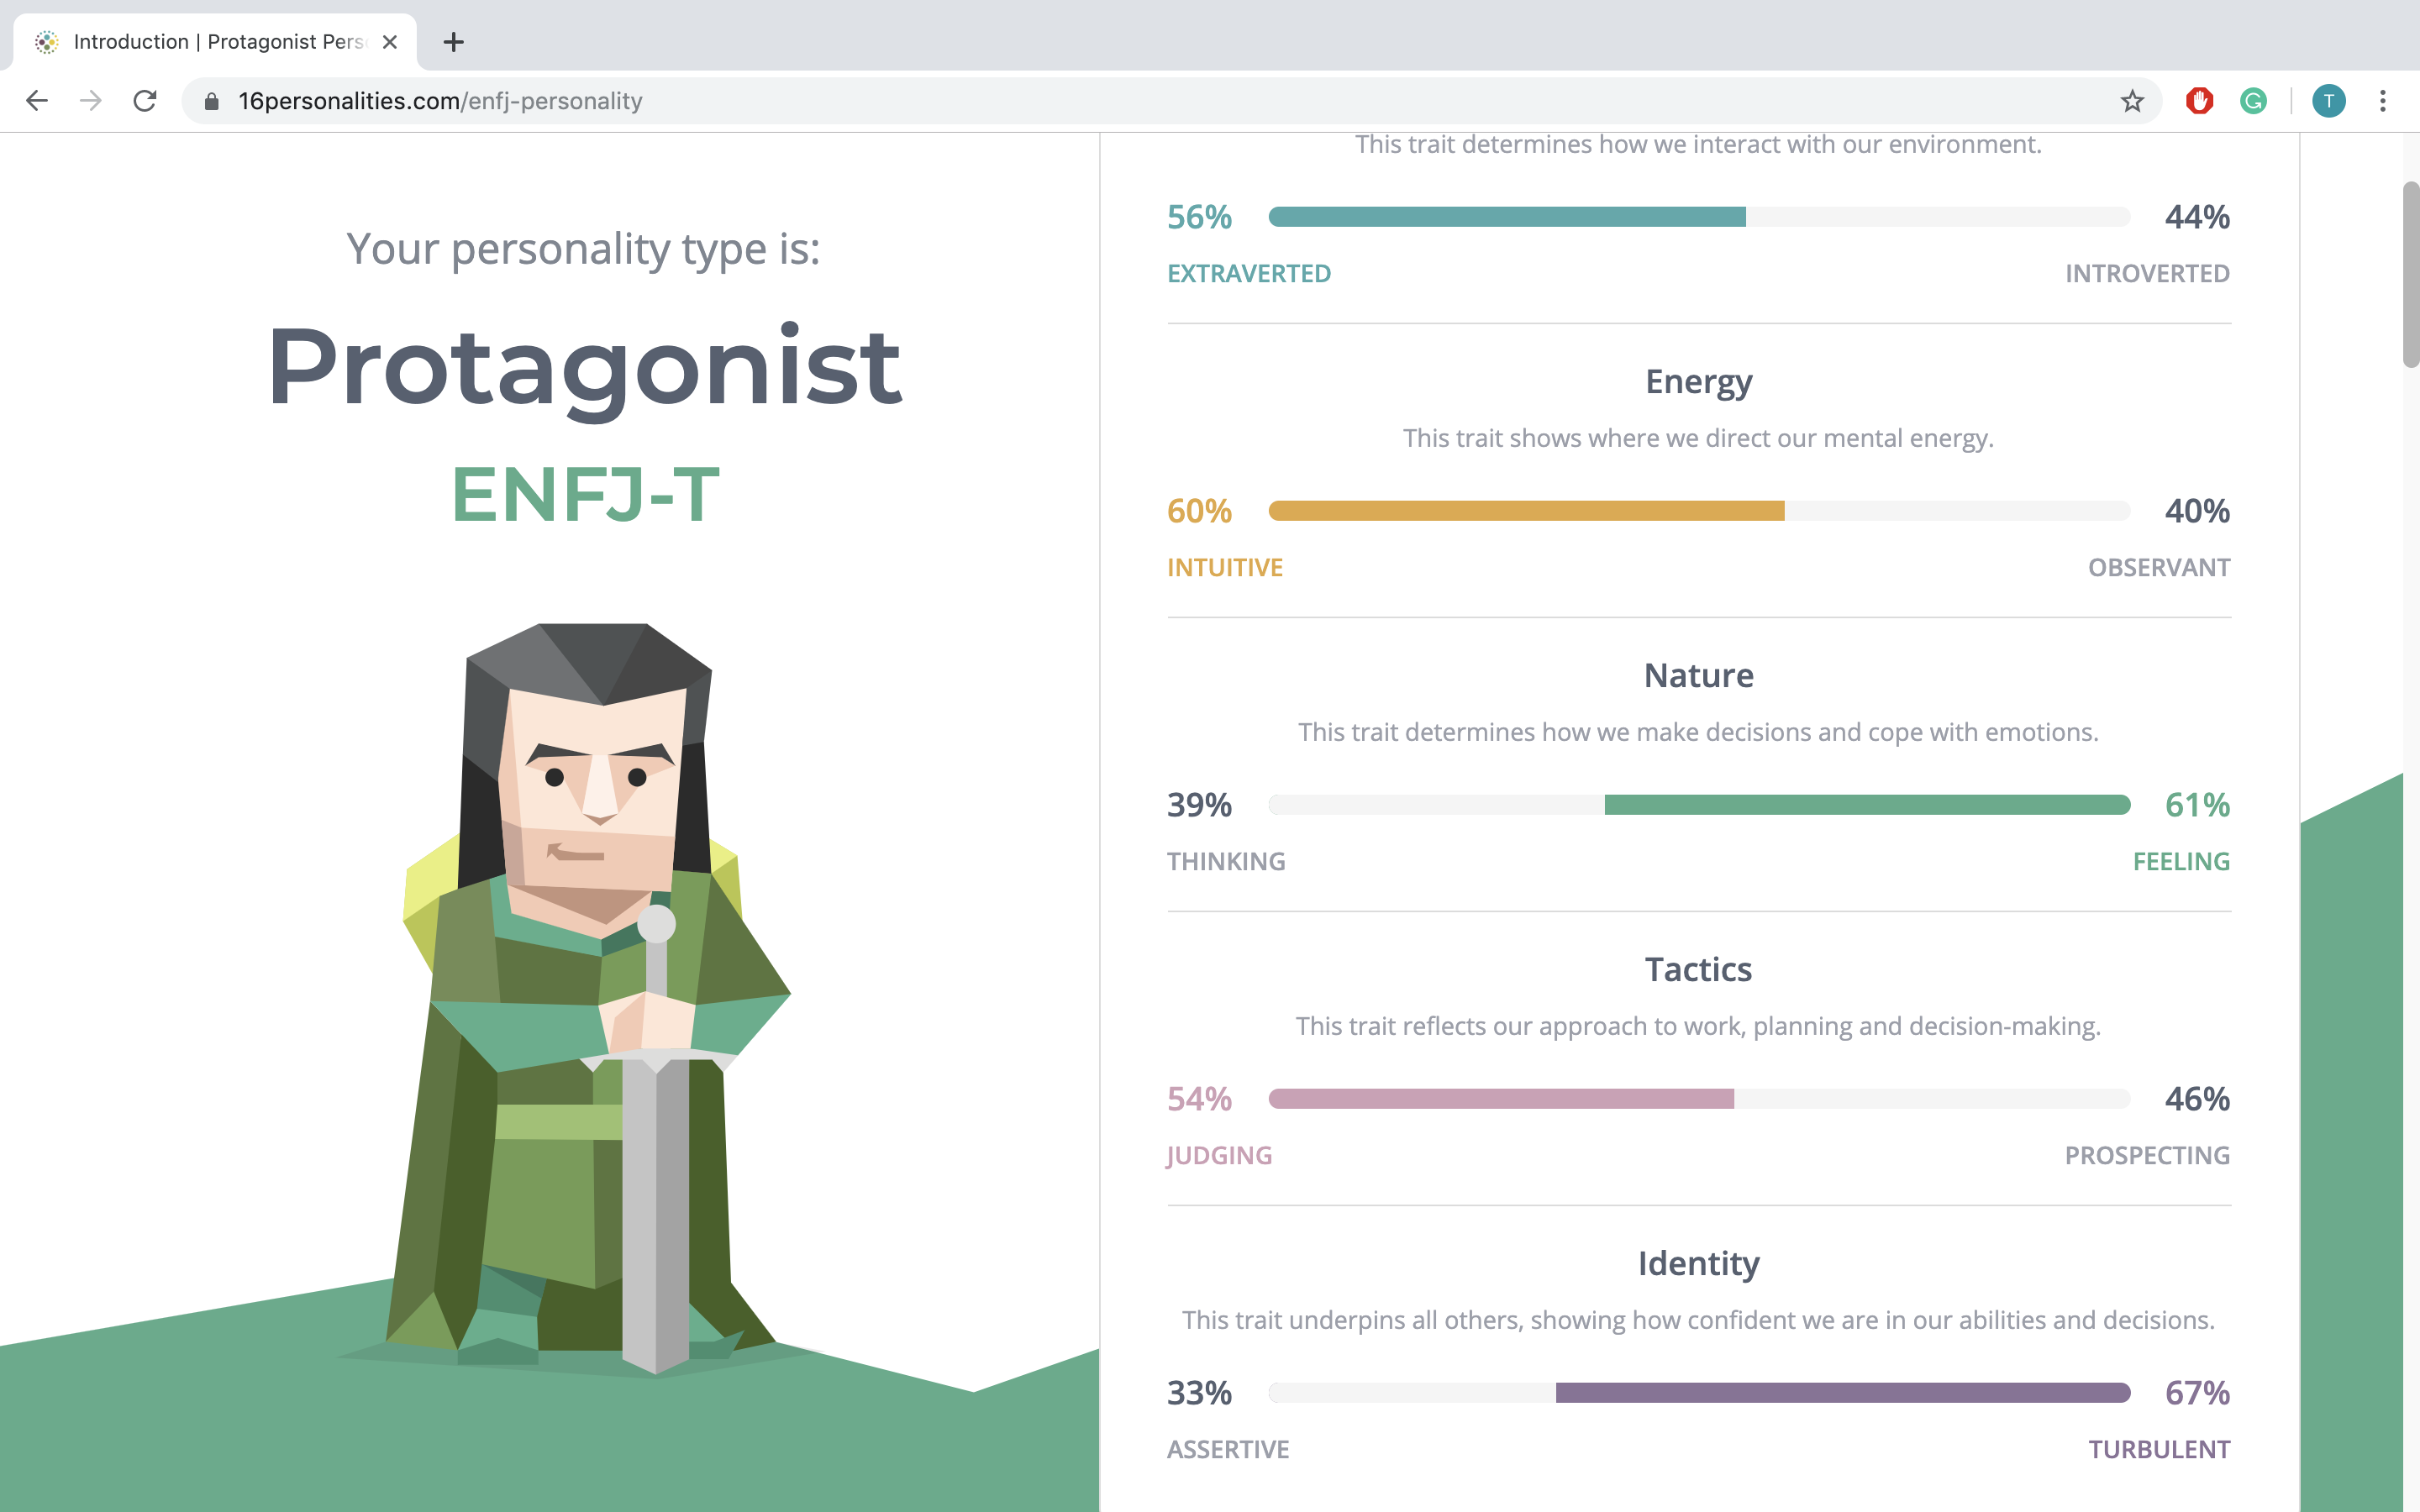 Introduction | Protagonist Pers
16personalities.com/enfj-personality
T
Your personality type is:
Protagonist
ENFJ-T
This trait determines how we interact with our environment.
56%
44%
EXTRAVERTED
INTROVERTED
Energy
This trait shows where we direct our mental energy.
60%
40%
INTUITIVE
OBSERVANT
Nature
This trait determines how we make decisions and cope with emotions.
39%
61%
THINKING
FEELING
Tactics
This trait reflects our approach to work, planning and decision-making.
54%
46%
JUDGING
PROSPECTING
Identity
This trait underpins all others, showing how confident we are in our abilities and decisions.
33%
67%
ASSERTIVE
TURBULENT